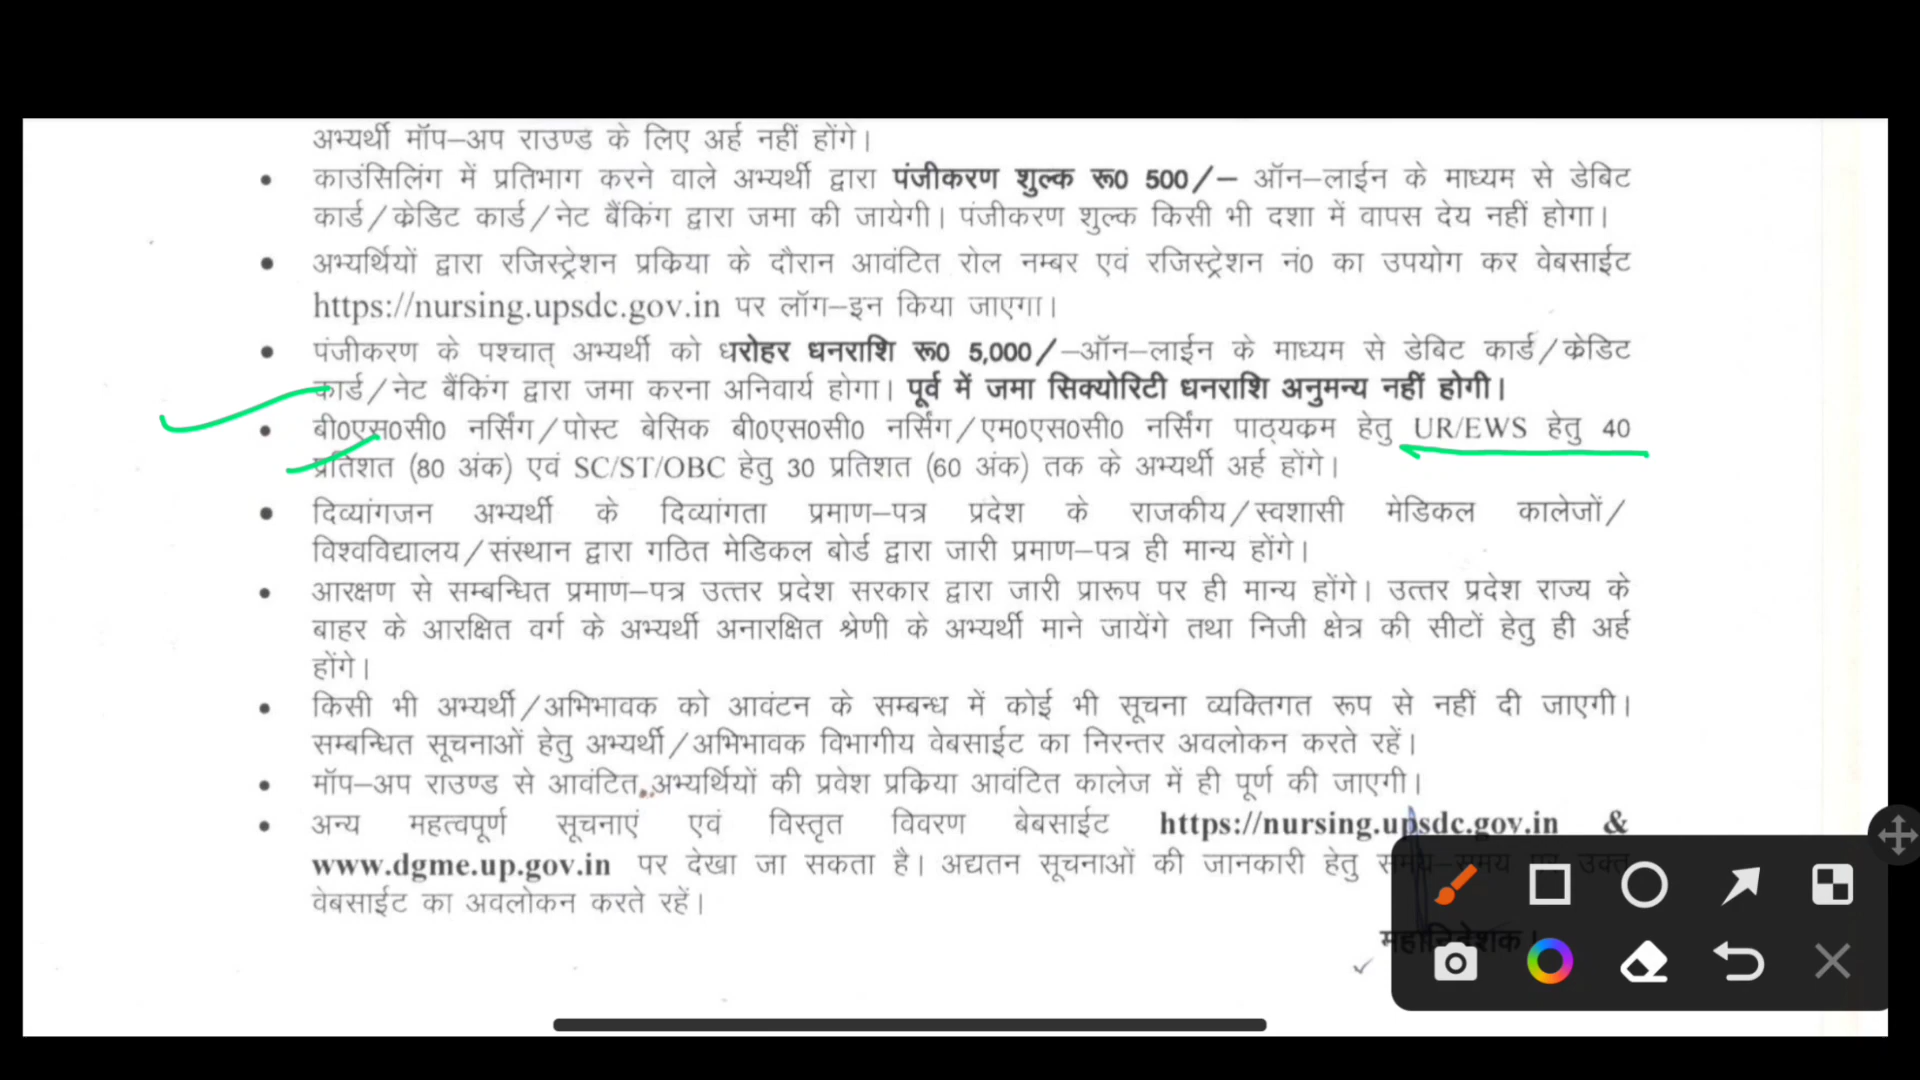 अभ्यर्थी मॉप–अप राउण्ड के लिए अर्ह नहीं होंगे।
• काउंसिलिंग में प्रतिभाग करने वाले अभ्यर्थी द्वारा पंजीकरण शुल्क रू0 500/– ऑन–लाईन के माध्यम से डेबिट
कार्ड/क्रेडिट कार्ड/नेट बैंकिंग द्वारा जमा की जायेगी। पंजीकरण शुल्क किसी भी दशा में वापस देय नहीं होगा।
• अभ्यर्थियों द्वारा रजिस्ट्रेशन प्रक्रिया के दौरान आवंटित रोल नम्बर एवं रजिस्ट्रेशन नं0 का उपयोग कर वेबसाईट
https://nursing.upsdc.gov.in पर लॉग–इन किया जाएगा।
• पंजीकरण के पश्चात् अभ्यर्थी को धरोहर धनराशि रू0 5,000/–ऑन–लाईन के माध्यम से डेबिट कार्ड/क्रेडिट
कार्ड/नेट बैंकिंग द्वारा जमा करना अनिवार्य होगा। पूर्व में जमा सिक्योरिटी धनराशि अनुमन्य नहीं होगी।
• बी0एस0सी0 नर्सिंग/पोस्ट बेसिक बी0एस0सी0 नर्सिंग/एम0एस0सी0 नर्सिंग पाठ्यक्रम हेतु UR/EWS हेतु 40
प्रतिशत (80 अंक) एवं SC/ST/OBC हेतु 30 प्रतिशत (60 अंक) तक के अभ्यर्थी अर्ह होंगे।
• दिव्यांगजन अभ्यर्थी के दिव्यांगता प्रमाण–पत्र प्रदेश के राजकीय/स्वशासी मेडिकल कालेजों/
विश्वविद्यालय/संस्थान द्वारा गठित मेडिकल बोर्ड द्वारा जारी प्रमाण–पत्र ही मान्य होंगे।
• आरक्षण से सम्बन्धित प्रमाण–पत्र उत्तर प्रदेश सरकार द्वारा जारी प्रारूप पर ही मान्य होंगे। उत्तर प्रदेश राज्य के
बाहर के आरक्षित वर्ग के अभ्यर्थी अनारक्षित श्रेणी के अभ्यर्थी माने जायेंगे तथा निजी क्षेत्र की सीटों हेतु ही अर्ह
होंगे।
• किसी भी अभ्यर्थी/अभिभावक को आवंटन के सम्बन्ध में कोई भी सूचना व्यक्तिगत रूप से नहीं दी जाएगी।
सम्बन्धित सूचनाओं हेतु अभ्यर्थी/अभिभावक विभागीय वेबसाईट का निरन्तर अवलोकन करते रहें।
• मॉप–अप राउण्ड से आवंटित अभ्यर्थियों की प्रवेश प्रक्रिया आवंटित कालेज में ही पूर्ण की जाएगी।
• अन्य महत्वपूर्ण सूचनाएं एवं विस्तृत विवरण बेबसाईट https://nursing.upsdc.gov.in &
www.dgme.up.gov.in पर देखा जा सकता है। अद्यतन सूचनाओं की जानकारी हेतु समय–समय पर उक्त
वेबसाईट का अवलोकन करते रहें।
महानिदेशक।